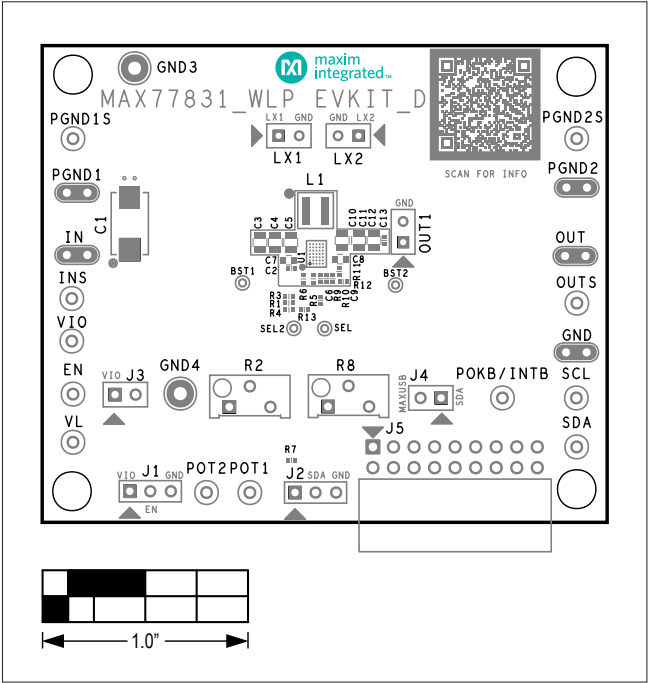 GND3
maxim
integrated™
MAX77831_WLP EVKIT_D
PGND1S
LX1 GND
GND LX2
PGND2S
LX1
LX2
PGND1
L1
SCAN FOR INFO
PGND2
C1
C3
C4
C5
C10
C11
C12
C13
GND
OUT1
IN
OUT
C7
C2
U1
C8
R11
R12
INS
BST1
BST2
OUTS
R3
R1
R4
R6
R5
C6
R9
R10
C9
R13
VIO
SEL2
SEL
GND
EN
VIO
J3
GND4
R2
R8
MAXUSB
J4
SDA
POKB/INTB
SCL
VL
J5
SDA
R7
VIO
J1
GND
EN
POT2
POT1
J2
SDA
GND
1.0”